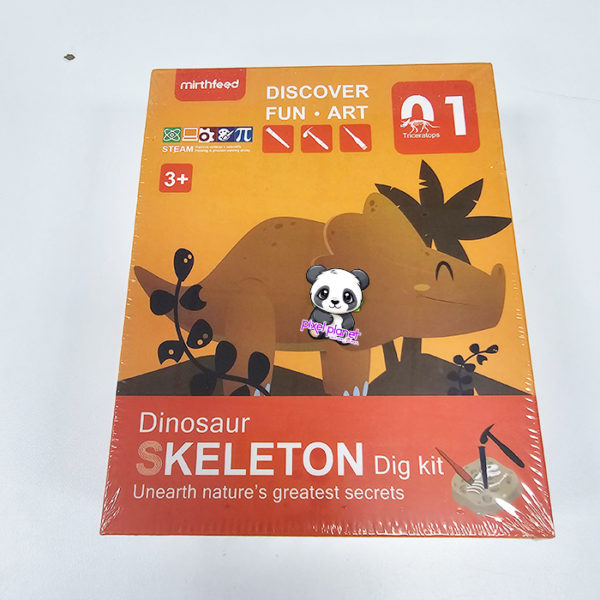 mirthfeed
DISCOVER
FUN · ART
01
Triceratops
π
STEAM
3+
pixel planet
Dinosaur
SKELETON Dig kit
Unearth nature's greatest secrets